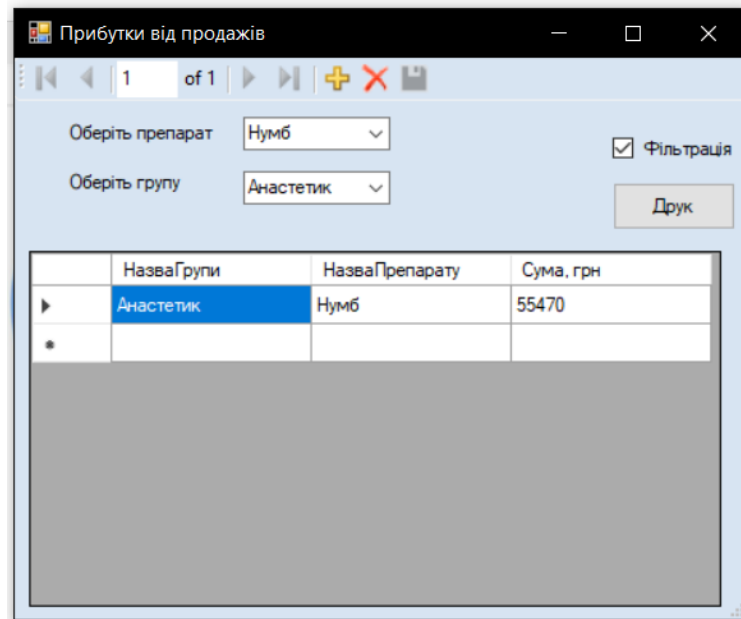 Прибутки від продажів
1 of 1
Оберіть препарат Нумб
Фільтрація
Оберіть групу Анастетик
Друк
НазваГрупи НазваПрепарату Сума, грн
Анастетик Нумб 55470